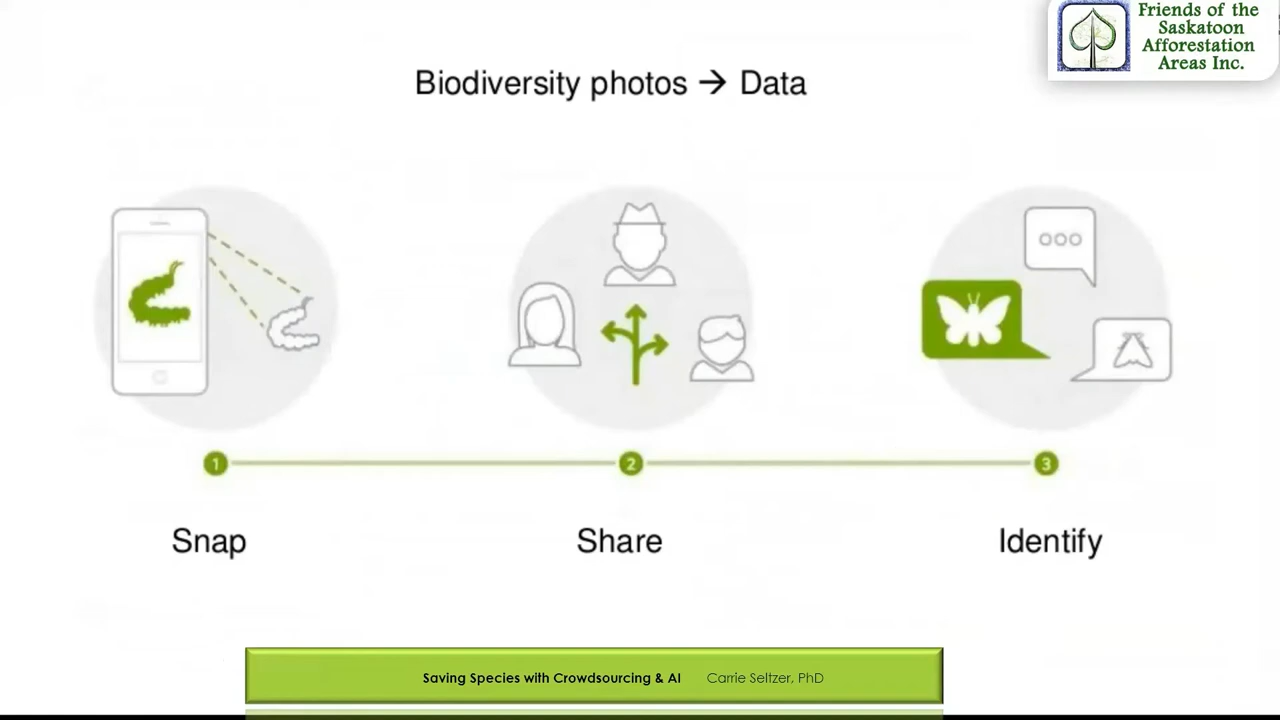 Friends of the
Saskatoon
Afforestation
Areas Inc.
Biodiversity photos → Data
1
2
3
Snap
Share
Identify
Saving Species with Crowdsourcing & AI Carrie Seltzer, PhD